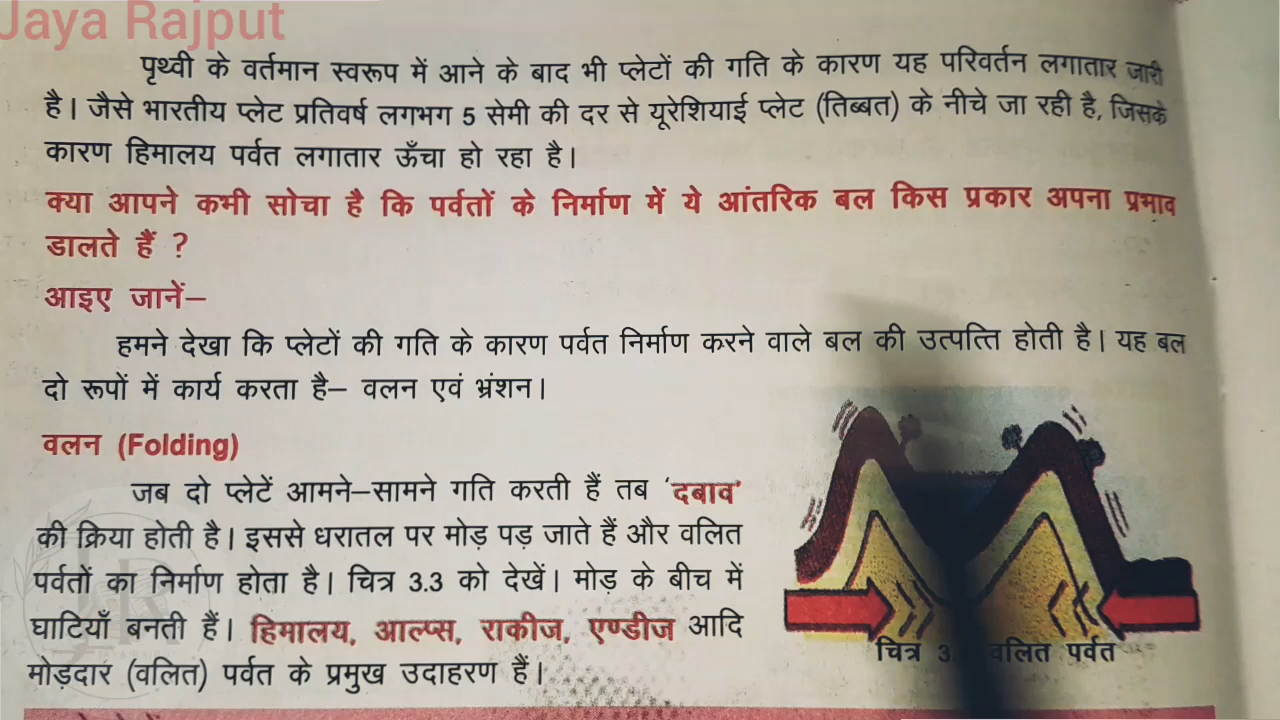 Jaya Rajput
पृथ्वी के वर्तमान स्वरूप में आने के बाद भी प्लेटों की गति के कारण यह परिवर्तन लगातार जारी
है। जैसे भारतीय प्लेट प्रतिवर्ष लगभग 5 सेमी की दर से यूरेशियाई प्लेट (तिब्बत) के नीचे जा रही है, जिसके
कारण हिमालय पर्वत लगातार ऊँचा हो रहा है।
क्या आपने कभी सोचा है कि पर्वतों के निर्माण में ये आंतरिक बल किस प्रकार अपना प्रभाव
डालते हैं ?
आइए जानें–
हमने देखा कि प्लेटों की गति के कारण पर्वत निर्माण करने वाले बल की उत्पत्ति होती है। यह बल
दो रूपों में कार्य करता है– वलन एवं भ्रंशन।
वलन (Folding)
जब दो प्लेटें आमने–सामने गति करती हैं तब 'दबाव'
की क्रिया होती है। इससे धरातल पर मोड़ पड़ जाते हैं और वलित
पर्वतों का निर्माण होता है। चित्र 3.3 को देखें। मोड़ के बीच में
घाटियाँ बनती हैं। हिमालय, आल्प्स, राकीज, एण्डीज आदि
मोड़दार (वलित) पर्वत के प्रमुख उदाहरण हैं।
चित्र 3. वलित पर्वत